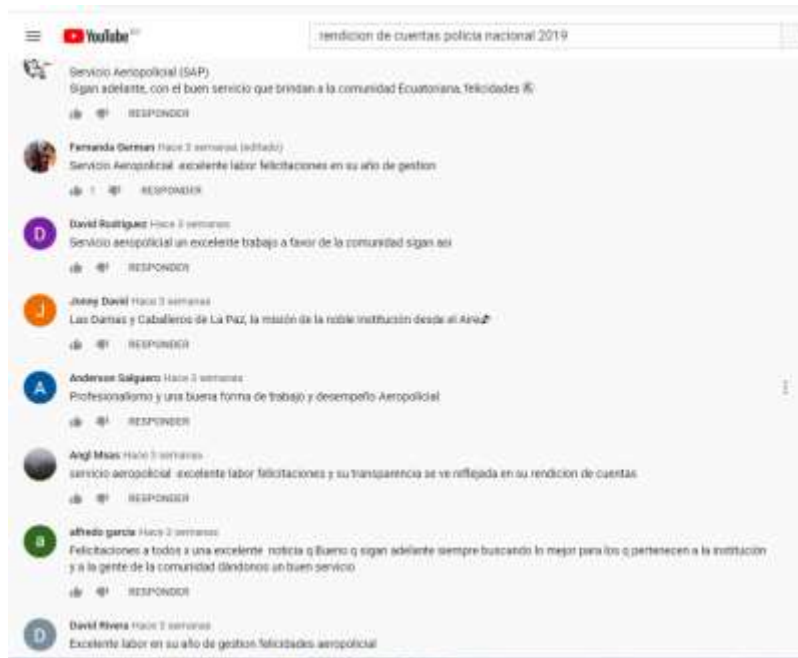 YouTube
rendicion de cuentas policia nacional 2019
Servicio Aeropolicial (SAP)
Sigan adelante, con el buen servicio que brindan a la comunidad Ecuatoriana, felicidades
RESPONDER
Fernanda German Hace 3 semanas (editado)
Servicio Aeropolicial excelente labor felicitaciones en su año de gestion
1 RESPONDER
D
David Rodriguez Hace 3 semanas
Servicio aeropolicial un excelente trabajo a favor de la comunidad sigan asi
RESPONDER
J
Jonny David Hace 3 semanas
Las Damas y Caballeros de La Paz, la misión de la noble institución desde el Aire
RESPONDER
A
Anderson Salguero Hace 3 semanas
Profesionalismo y una buena forma de trabajo y desempeño Aeropolicial
RESPONDER
Angl Msas Hace 3 semanas
servicio aeropolicial excelente labor felicitaciones y su transparencia se ve reflejada en su rendicion de cuentas
RESPONDER
a
alfredo garcia Hace 3 semanas
Felicitaciones a todos a una excelente noticia q Bueno q sigan adelante siempre buscando lo mejor para los q pertenecen a la institución
y a la gente de la comunidad dándonos un buen servicio
RESPONDER
D
David Rivera Hace 3 semanas
Excelente labor en su año de gestion felicidades aeropolicial